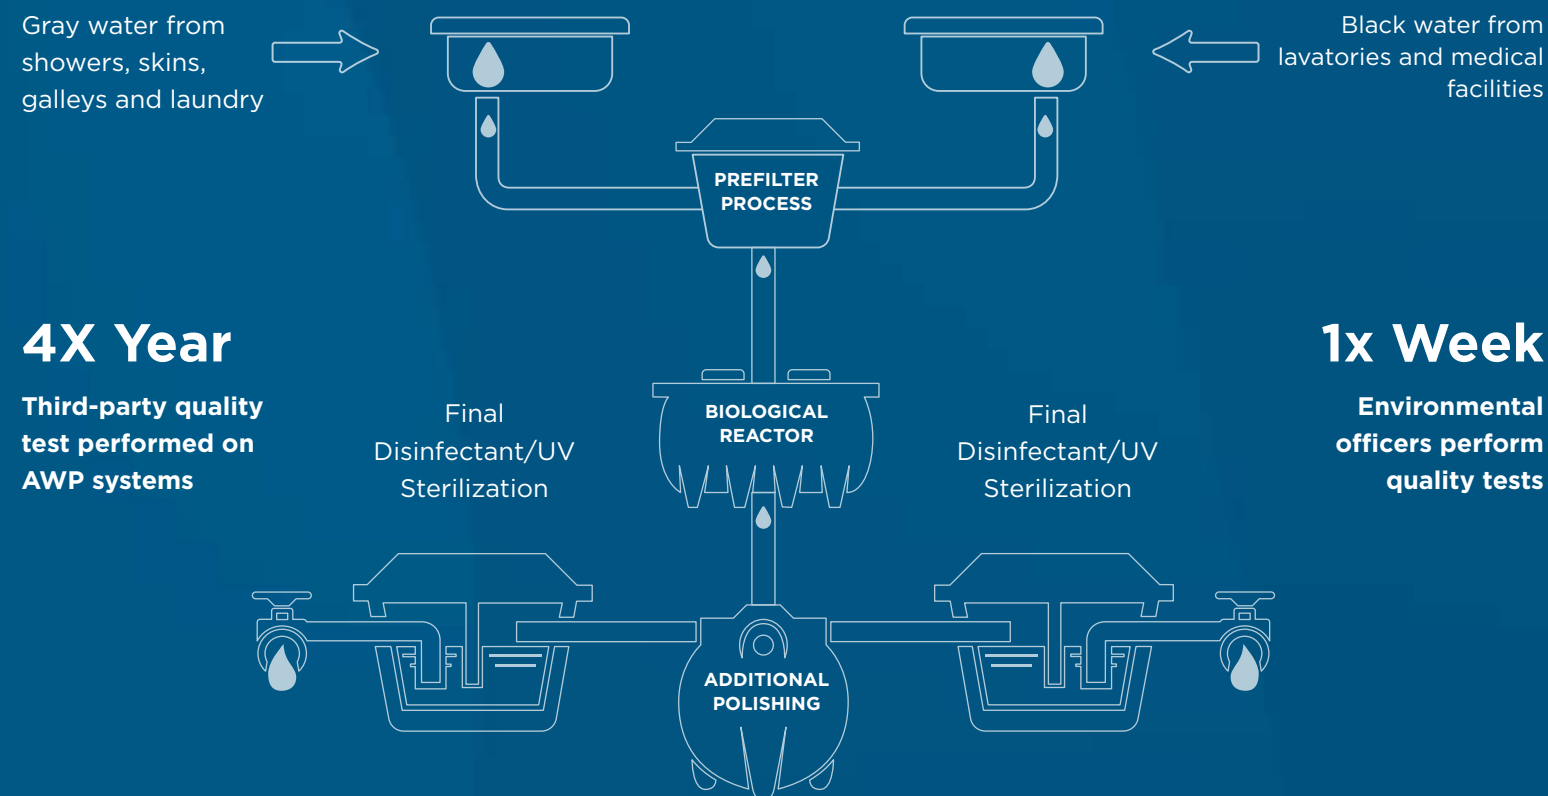 Gray water from
showers, skins,
galleys and laundry
Black water from
lavatories and medical
facilities
PREFILTER
PROCESS
4X Year
Third-party quality
test performed on
AWP systems
1x Week
Environmental
officers perform
quality tests
Final
Disinfectant/UV
Sterilization
BIOLOGICAL
REACTOR
Final
Disinfectant/UV
Sterilization
ADDITIONAL
POLISHING